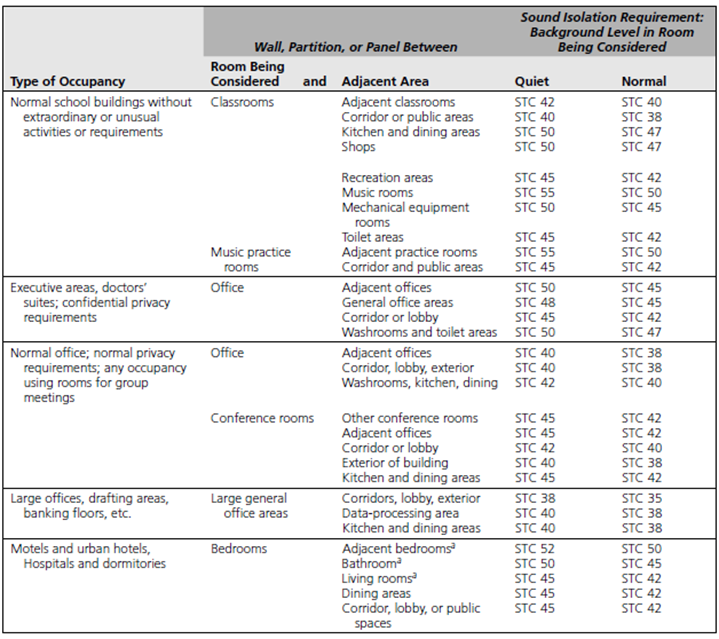 Sound Isolation Requirement:
Background Level in Room
Wall, Partition, or Panel Between Being Considered
Room Being
Type of Occupancy Considered and Adjacent Area Quiet Normal
Normal school buildings without Classrooms Adjacent classrooms STC 42 STC 40
extraordinary or unusual Corridor or public areas STC 40 STC 38
activities or requirements Kitchen and dining areas STC 50 STC 47
Shops STC 50 STC 47
Recreation areas STC 45 STC 42
Music rooms STC 55 STC 50
Mechanical equipment STC 50 STC 45
rooms
Toilet areas STC 45 STC 42
Music practice Adjacent practice rooms STC 55 STC 50
rooms Corridor and public areas STC 45 STC 42
Executive areas, doctors’ Office Adjacent offices STC 50 STC 45
suites; confidential privacy General office areas STC 48 STC 45
requirements Corridor or lobby STC 45 STC 42
Washrooms and toilet areas STC 50 STC 47
Normal office; normal privacy Office Adjacent offices STC 40 STC 38
requirements; any occupancy Corridor, lobby, exterior STC 40 STC 38
using rooms for group Washrooms, kitchen, dining STC 42 STC 40
meetings
Conference rooms Other conference rooms STC 45 STC 42
Adjacent offices STC 45 STC 42
Corridor or lobby STC 42 STC 40
Exterior of building STC 40 STC 38
Kitchen and dining areas STC 45 STC 42
Large offices, drafting areas, Large general Corridors, lobby, exterior STC 38 STC 35
banking floors, etc. office areas Data-processing area STC 40 STC 38
Kitchen and dining areas STC 40 STC 38
Motels and urban hotels, Bedrooms Adjacent bedroomsᵃ STC 52 STC 50
Hospitals and dormitories Bathroomᵃ STC 50 STC 45
Living roomsᵃ STC 45 STC 42
Dining areas STC 45 STC 42
Corridor, lobby, or public STC 45 STC 42
spaces